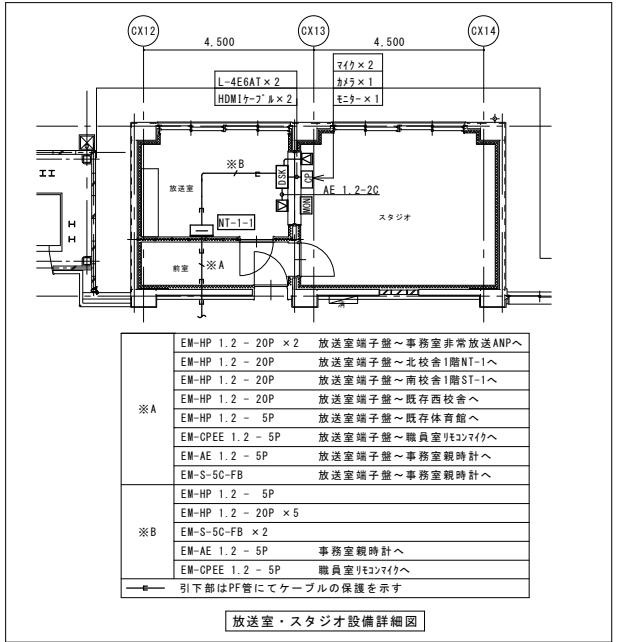 CX12 CX13 CX14
4,500 4,500
L-4E6AT×2
HDMIケーブル×2
マイク×2
カメラ×1
モニター×1
※B
DSK
CP
AE 1.2-2C
放送室
MON
スタジオ
NT-1-1
前室
※A
消
※A
EM-HP 1.2 - 20P ×2 放送室端子盤～事務室非常放送ANPへ
EM-HP 1.2 - 20P 放送室端子盤～北校舎1階NT-1へ
EM-HP 1.2 - 20P 放送室端子盤～南校舎1階ST-1へ
EM-HP 1.2 - 20P 放送室端子盤～既存西校舎へ
EM-HP 1.2 - 5P 放送室端子盤～既存体育館へ
EM-CPEE 1.2 - 5P 放送室端子盤～職員室ﾘﾓｺﾝﾏｲｸへ
EM-AE 1.2 - 5P 放送室端子盤～事務室親時計へ
EM-S-5C-FB 放送室端子盤～事務室親時計へ
※B
EM-HP 1.2 - 5P
EM-HP 1.2 - 20P ×5
EM-S-5C-FB ×2
EM-AE 1.2 - 5P 事務室親時計へ
EM-CPEE 1.2 - 5P 職員室ﾘﾓｺﾝﾏｲｸへ
引下部はPF管にてケーブルの保護を示す
放送室・スタジオ設備詳細図